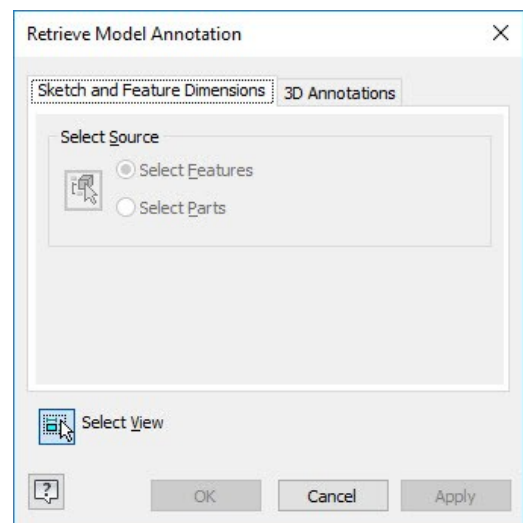 Retrieve Model Annotation
Sketch and Feature Dimensions 3D Annotations
Select Source
Select Features
Select Parts
Select View
OK Cancel Apply